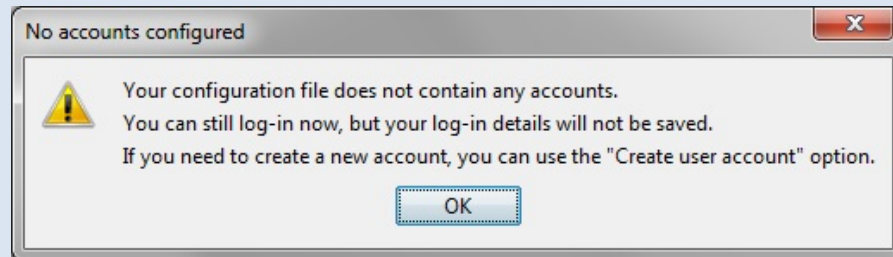 No accounts configured
Your configuration file does not contain any accounts.
You can still log-in now, but your log-in details will not be saved.
If you need to create a new account, you can use the "Create user account" option.
OK